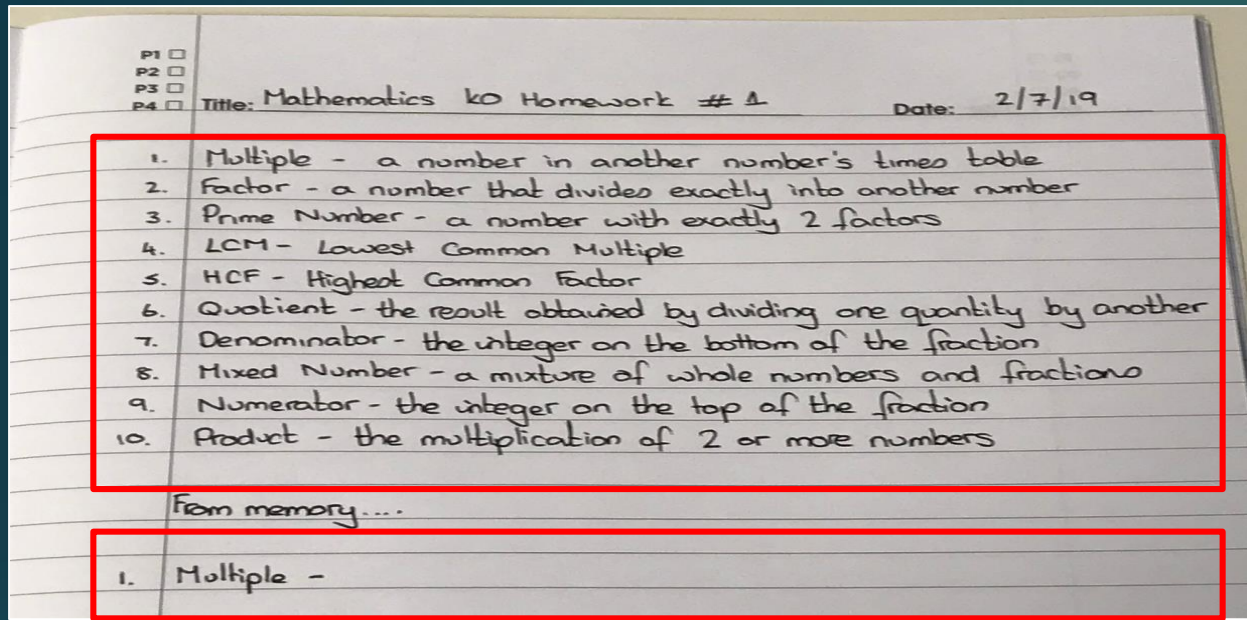 P1 □
P2 □
P3 □
P4 □ Title: Mathematics KO Homework # 1 Date: 2/7/19
1. Multiple - a number in another number's times table
2. Factor - a number that divides exactly into another number
3. Prime Number - a number with exactly 2 factors
4. LCM - Lowest Common Multiple
5. HCF - Highest Common Factor
6. Quotient - the result obtained by dividing one quantity by another
7. Denominator - the integer on the bottom of the fraction
8. Mixed Number - a mixture of whole numbers and fractions
9. Numerator - the integer on the top of the fraction
10. Product - the multiplication of 2 or more numbers
From memory....
1. Multiple -